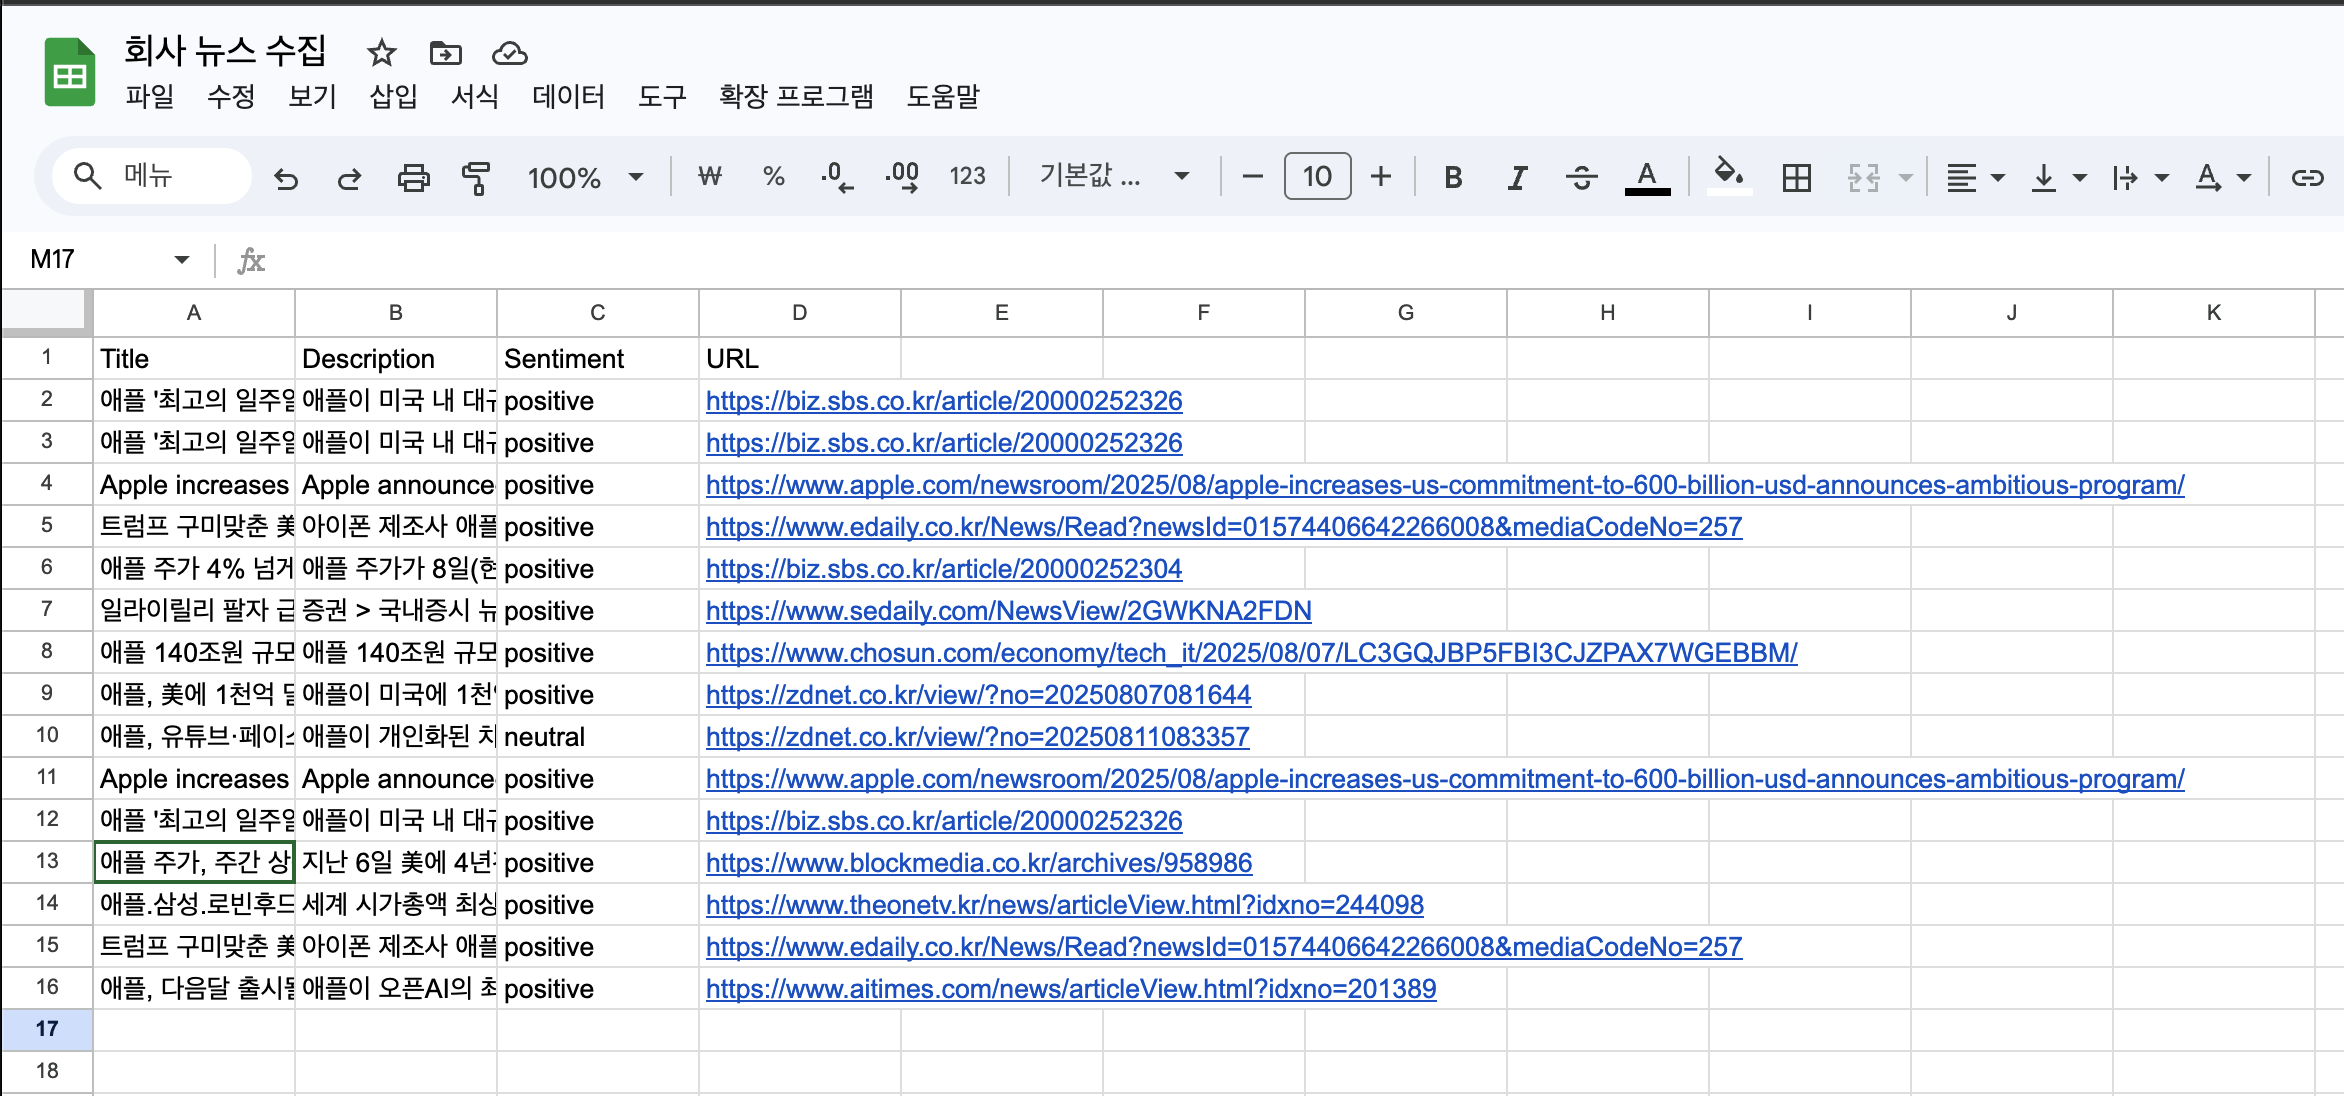 회사 뉴스 수집
파일 수정 보기 삽입 서식 데이터 도구 확장 프로그램 도움말
메뉴 100% ₩ % .0 .00 123 기본값 ... 10 B I S A A
M17 fx
A B C D E F G H I J K
1 Title Description Sentiment URL
2 애플 '최고의 일주일 애플이 미국 내 대규 positive https://biz.sbs.co.kr/article/20000252326
3 애플 '최고의 일주일 애플이 미국 내 대규 positive https://biz.sbs.co.kr/article/20000252326
4 Apple increases Apple announce positive https://www.apple.com/newsroom/2025/08/apple-increases-us-commitment-to-600-billion-usd-announces-ambitious-program/
5 트럼프 구미맞춘 美 아이폰 제조사 애플 positive https://www.edaily.co.kr/News/Read?newsId=01574406642266008&mediaCodeNo=257
6 애플 주가 4% 넘게 애플 주가가 8일(현 positive https://biz.sbs.co.kr/article/20000252304
7 일라이릴리 팔자 급 증권 > 국내증시 뉴 positive https://www.sedaily.com/NewsView/2GWKNA2FDN
8 애플 140조원 규모 애플 140조원 규모 positive https://www.chosun.com/economy/tech_it/2025/08/07/LC3GQJBP5FBI3CJZPAX7WGEBBM/
9 애플, 美에 1천억 달 애플이 미국에 1천억 positive https://zdnet.co.kr/view/?no=20250807081644
10 애플, 유튜브·페이스 애플이 개인화된 차 neutral https://zdnet.co.kr/view/?no=20250811083357
11 Apple increases Apple announce positive https://www.apple.com/newsroom/2025/08/apple-increases-us-commitment-to-600-billion-usd-announces-ambitious-program/
12 애플 '최고의 일주일 애플이 미국 내 대규 positive https://biz.sbs.co.kr/article/20000252326
13 애플 주가, 주간 상 지난 6일 美에 4년간 positive https://www.blockmedia.co.kr/archives/958986
14 애플.삼성.로빈후드 세계 시가총액 최상 positive https://www.theonetv.kr/news/articleView.html?idxno=244098
15 트럼프 구미맞춘 美 아이폰 제조사 애플 positive https://www.edaily.co.kr/News/Read?newsId=01574406642266008&mediaCodeNo=257
16 애플, 다음달 출시될 애플이 오픈AI의 최 positive https://www.aitimes.com/news/articleView.html?idxno=201389
17
18